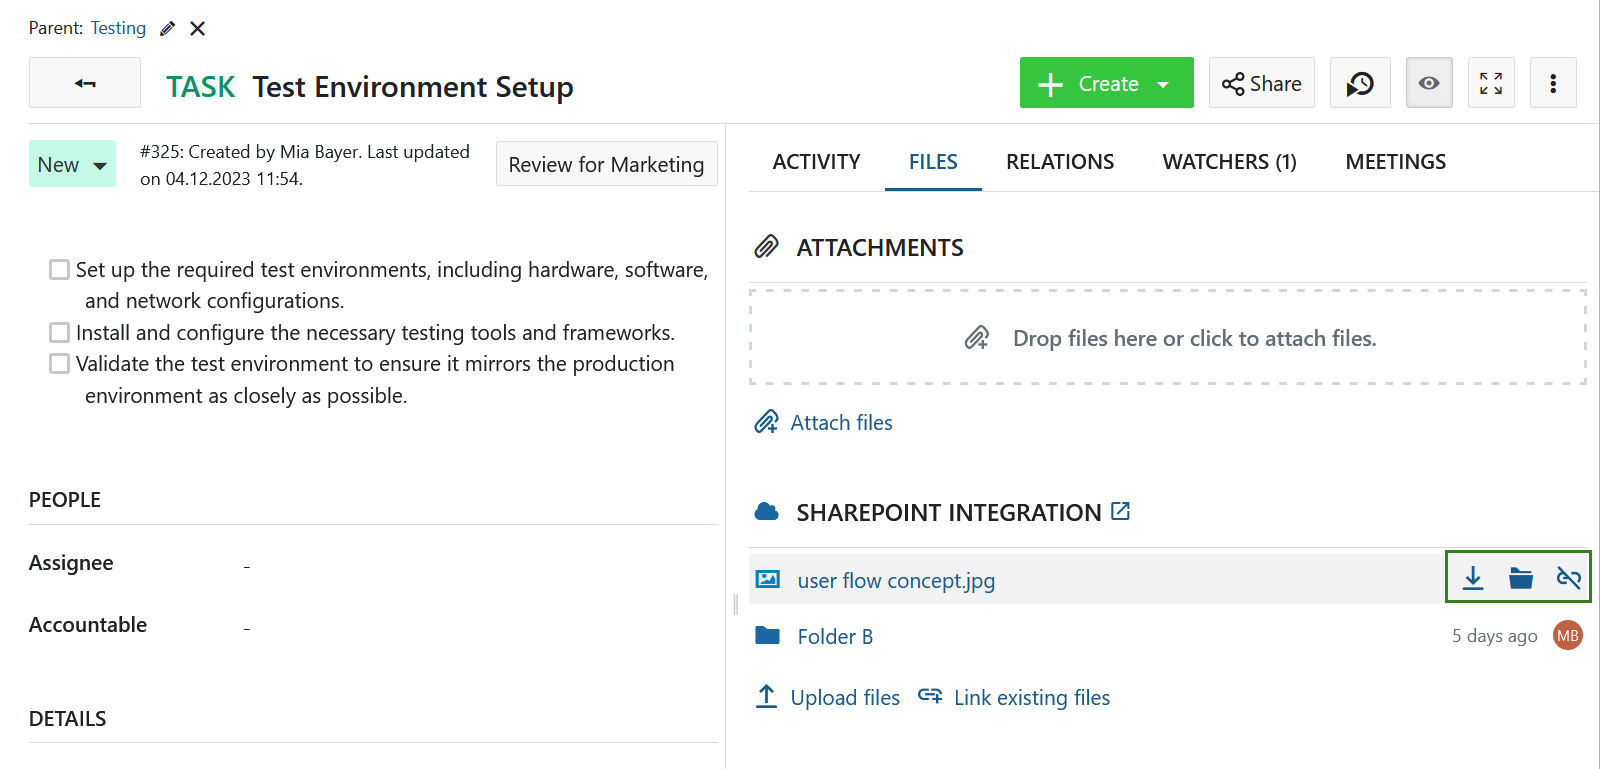 Parent: Testing
TASK Test Environment Setup
Create
Share
New
#325: Created by Mia Bayer. Last updated
on 04.12.2023 11:54.
Review for Marketing
Set up the required test environments, including hardware, software,
and network configurations.
Install and configure the necessary testing tools and frameworks.
Validate the test environment to ensure it mirrors the production
environment as closely as possible.
PEOPLE
Assignee -
Accountable -
DETAILS
ACTIVITY FILES RELATIONS WATCHERS (1) MEETINGS
ATTACHMENTS
Drop files here or click to attach files.
Attach files
SHAREPOINT INTEGRATION
user flow concept.jpg
Folder B 5 days ago MB
Upload files Link existing files